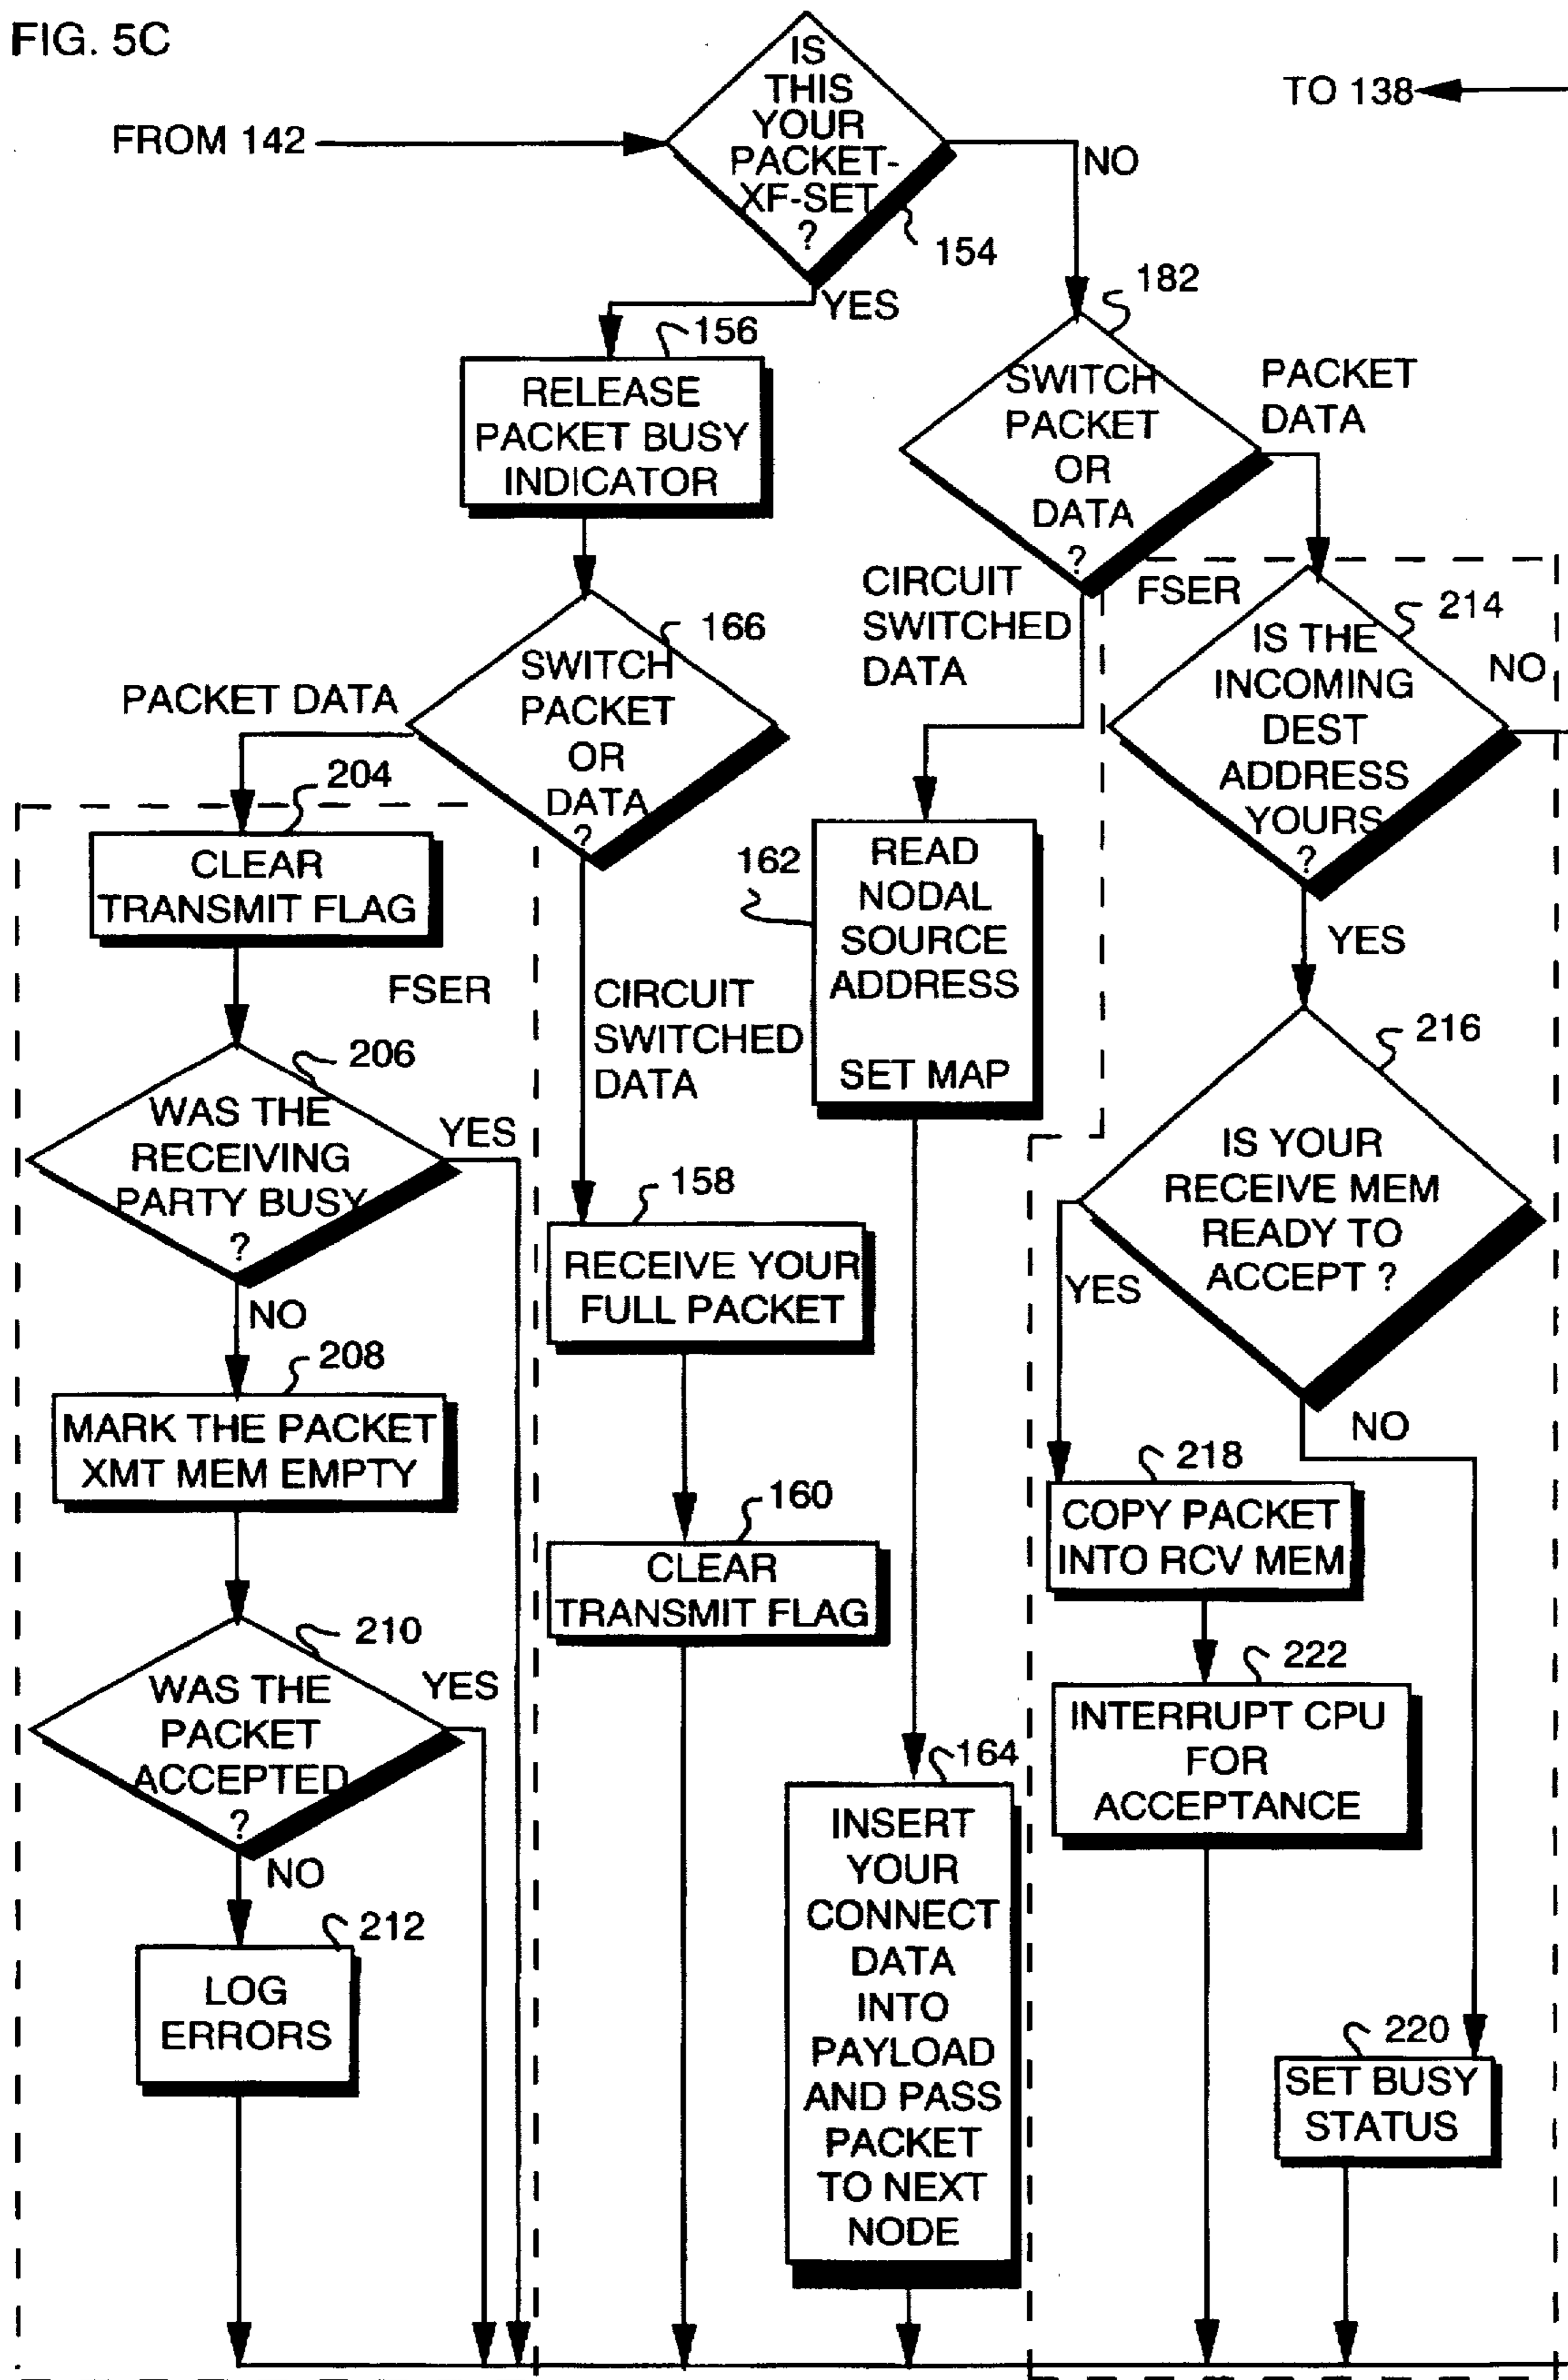 FIG. 5C
TO 138
FROM 142
IS
THIS
YOUR
PACKET-
XF-SET
?
154
NO
YES
156
RELEASE
PACKET BUSY
INDICATOR
182
SWITCH
PACKET
OR
DATA
?
PACKET
DATA
CIRCUIT
SWITCHED
DATA
166
SWITCH
PACKET
OR
DATA
?
PACKET DATA
CIRCUIT
SWITCHED
DATA
204
CLEAR
TRANSMIT FLAG
FSER
206
WAS THE
RECEIVING
PARTY BUSY
?
YES
NO
208
MARK THE PACKET
XMT MEM EMPTY
210
WAS THE
PACKET
ACCEPTED
?
YES
NO
212
LOG
ERRORS
158
RECEIVE YOUR
FULL PACKET
160
CLEAR
TRANSMIT FLAG
162
READ
NODAL
SOURCE
ADDRESS
SET MAP
164
INSERT
YOUR
CONNECT
DATA
INTO
PAYLOAD
AND PASS
PACKET
TO NEXT
NODE
FSER
214
IS THE
INCOMING
DEST
ADDRESS
YOURS
?
NO
YES
216
IS YOUR
RECEIVE MEM
READY TO
ACCEPT ?
YES
NO
218
COPY PACKET
INTO RCV MEM
222
INTERRUPT CPU
FOR
ACCEPTANCE
220
SET BUSY
STATUS